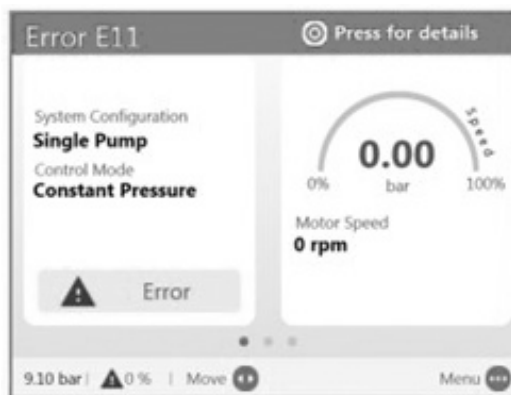 Error E11
Press for details
System Configuration
Single Pump
Control Mode
Constant Pressure
Error
Speed
0.00
bar
0%
100%
Motor Speed
0 rpm
9.10 bar | 0 % | Move
Menu